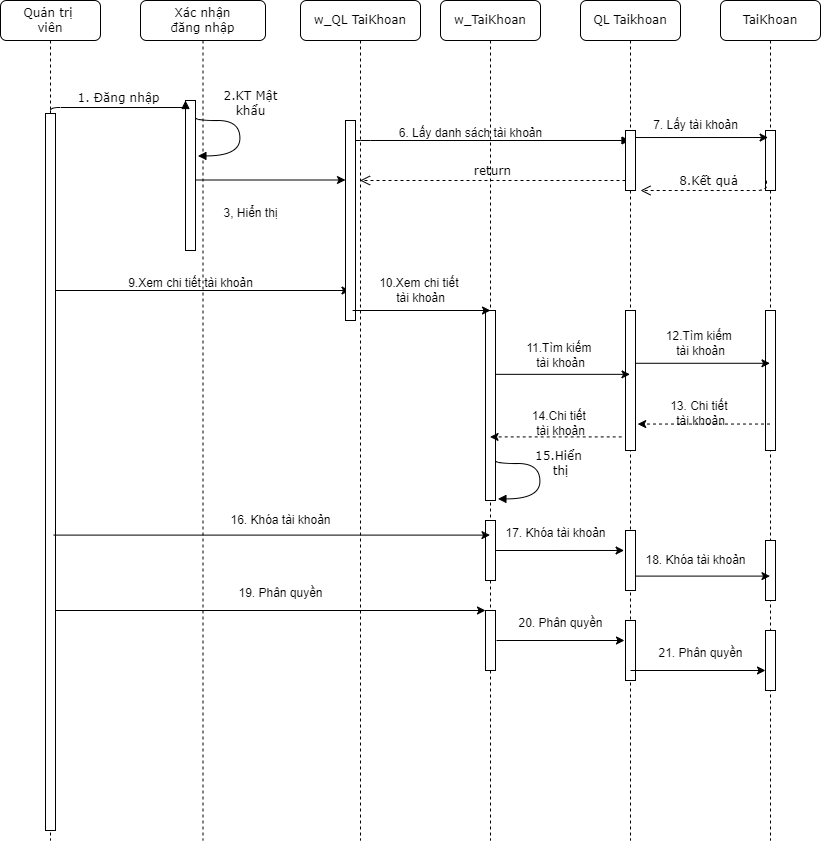 Quản trị
viên
Xác nhận
đăng nhập
w_QL TaiKhoan
w_TaiKhoan
QL TaiKhoan
TaiKhoan
1. Đăng nhập
2.KT Mật
khẩu
6. Lấy danh sách tài khoản
7. Lấy tài khoản
return
8.Kết quả
3, Hiển thị
9.Xem chi tiết tài khoản
10.Xem chi tiết
tài khoản
11.Tìm kiếm
tài khoản
12.Tìm kiếm
tài khoản
13. Chi tiết
tài khoản
14.Chi tiết
tài khoản
15.Hiển
thị
16. Khóa tài khoản
17. Khóa tài khoản
18. Khóa tài khoản
19. Phân quyền
20. Phân quyền
21. Phân quyền